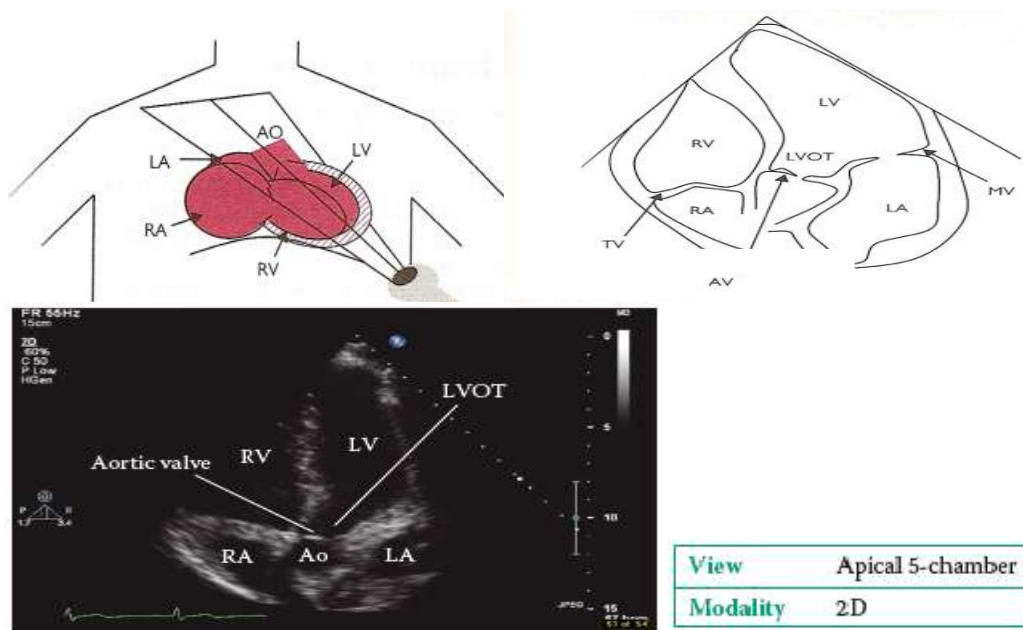 AO
LA
LV
RA
RV
LV
RV
LVOT
MV
RA
LA
TV
AV
FR 55Hz
15cm
2D
60%
C 50
P Low
HGen
0
LVOT
5
RV
LV
Aortic valve
P
10
RA
Ao
LA
JPEG
15
View Apical 5-chamber
Modality 2D